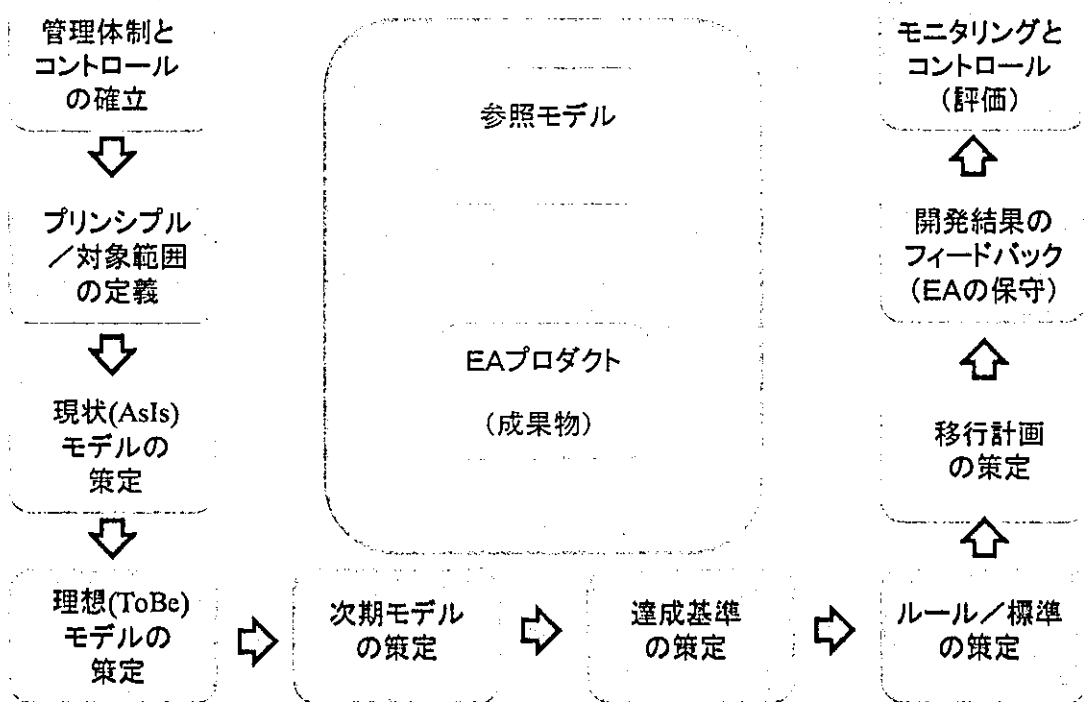 管理体制と
コントロール
の確立
プリンシプル
／対象範囲
の定義
現状(AsIs)
モデルの
策定
理想(ToBe)
モデルの
策定
次期モデル
の策定
達成基準
の策定
ルール／標準
の策定
移行計画
の策定
開発結果の
フィードバック
(EAの保守)
モニタリングと
コントロール
(評価)
参照モデル
EAプロダクト
(成果物)